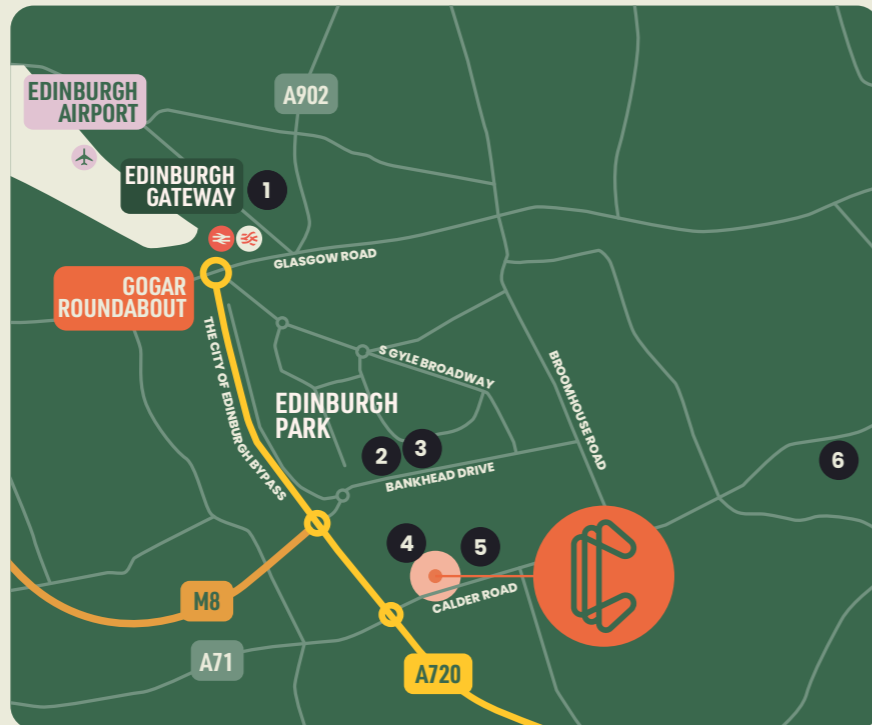 EDINBURGH
AIRPORT
A902
EDINBURGH
GATEWAY
1
GLASGOW ROAD
GOGAR
ROUNDABOUT
THE CITY OF EDINBURGH BYPASS
S GYLE BROADWAY
BROOMHOUSE ROAD
EDINBURGH
PARK
2
3
6
BANKHEAD DRIVE
4
5
CALDER ROAD
M8
A71
A720